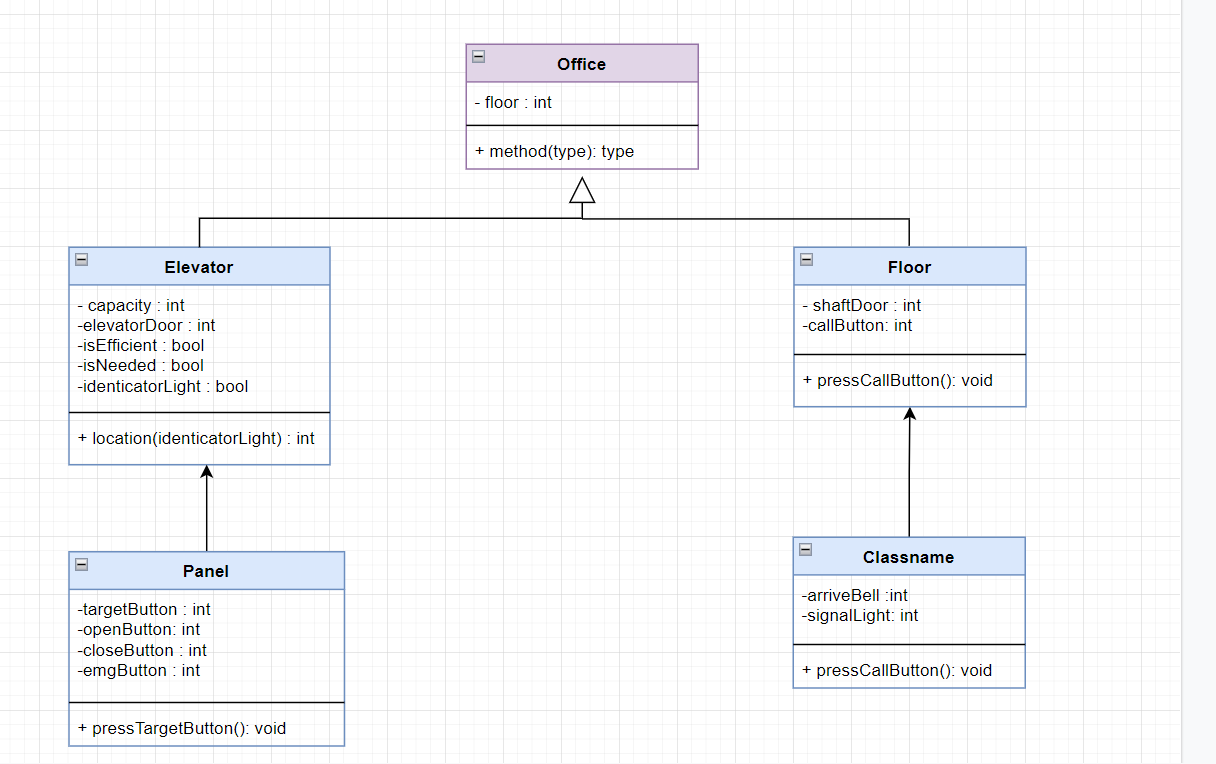 Office
- floor : int
+ method(type): type
Elevator
- capacity : int
-elevatorDoor : int
-isEfficient : bool
-isNeeded : bool
-identicatorLight : bool
+ location(identicatorLight) : int
Floor
- shaftDoor : int
-callButton: int
+ pressCallButton(): void
Panel
-targetButton : int
-openButton: int
-closeButton : int
-emgButton : int
+ pressTargetButton(): void
Classname
-arriveBell :int
-signalLight: int
+ pressCallButton(): void